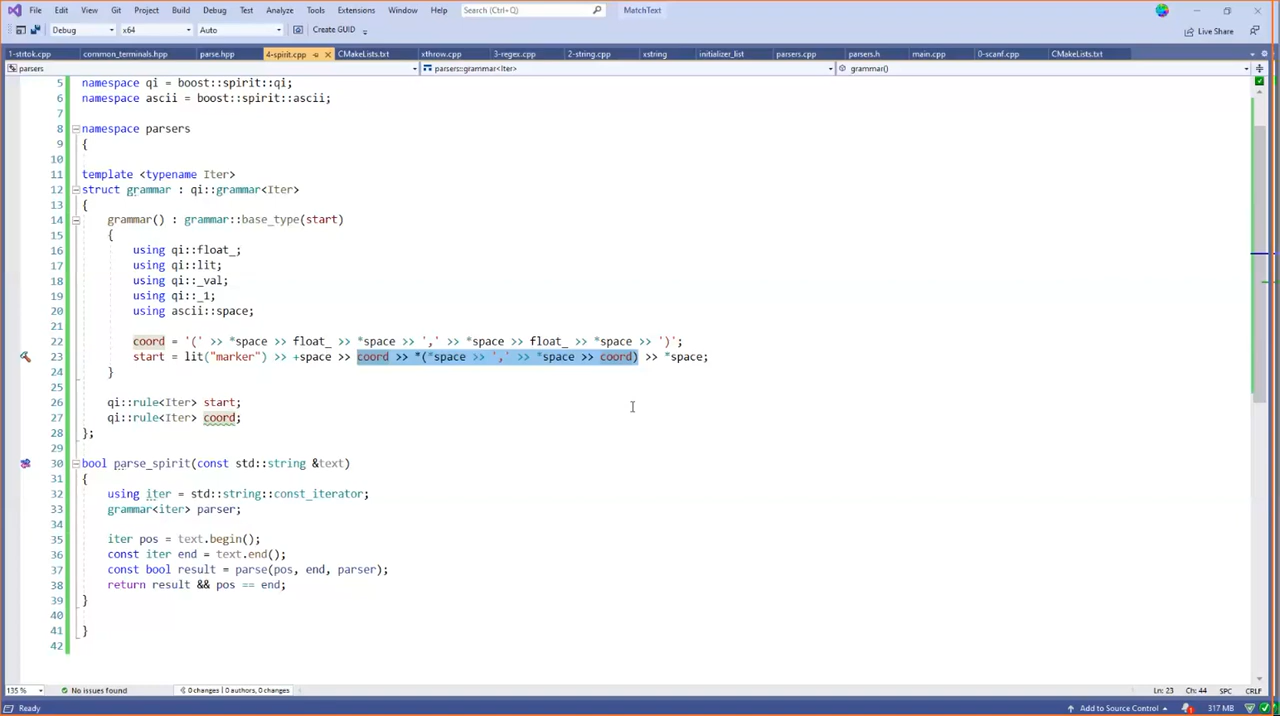 File Edit View Git Project Build Debug Test Analyze Tools Extensions Window Help Search (Ctrl+Q) MatchText
Debug x64 Auto Create GUID Live Share
1-strtok.cpp common_terminals.hpp parse.hpp 4-spirit.cpp CMakeLists.txt xthrow.cpp 3-regex.cpp 2-string.cpp xstring initializer_list parsers.cpp parsers.h main.cpp 0-scanf.cpp CMakeLists.txt
parsers parsers::grammar<Iter> grammar()
5 namespace qi = boost::spirit::qi;
6 namespace ascii = boost::spirit::ascii;
7
8 namespace parsers
9 {
10
11 template <typename Iter>
12 struct grammar : qi::grammar<Iter>
13 {
14 grammar() : grammar::base_type(start)
15 {
16 using qi::float_;
17 using qi::lit;
18 using qi::_val;
19 using qi::_1;
20 using ascii::space;
21
22 coord = '(' >> *space >> float_ >> *space >> ',' >> *space >> float_ >> *space >> ')';
23 start = lit("marker") >> +space >> coord >> *(*space >> ',' >> *space >> coord) >> *space;
24 }
25
26 qi::rule<Iter> start;
27 qi::rule<Iter> coord;
28 };
29
30 bool parse_spirit(const std::string &text)
31 {
32 using iter = std::string::const_iterator;
33 grammar<iter> parser;
34
35 iter pos = text.begin();
36 const iter end = text.end();
37 const bool result = parse(pos, end, parser);
38 return result && pos == end;
39 }
40
41 }
42
135 % No issues found 0 changes | 0 authors, 0 changes Ln: 23 Ch: 44 SPC CRLF
Ready Add to Source Control 1 317 MB